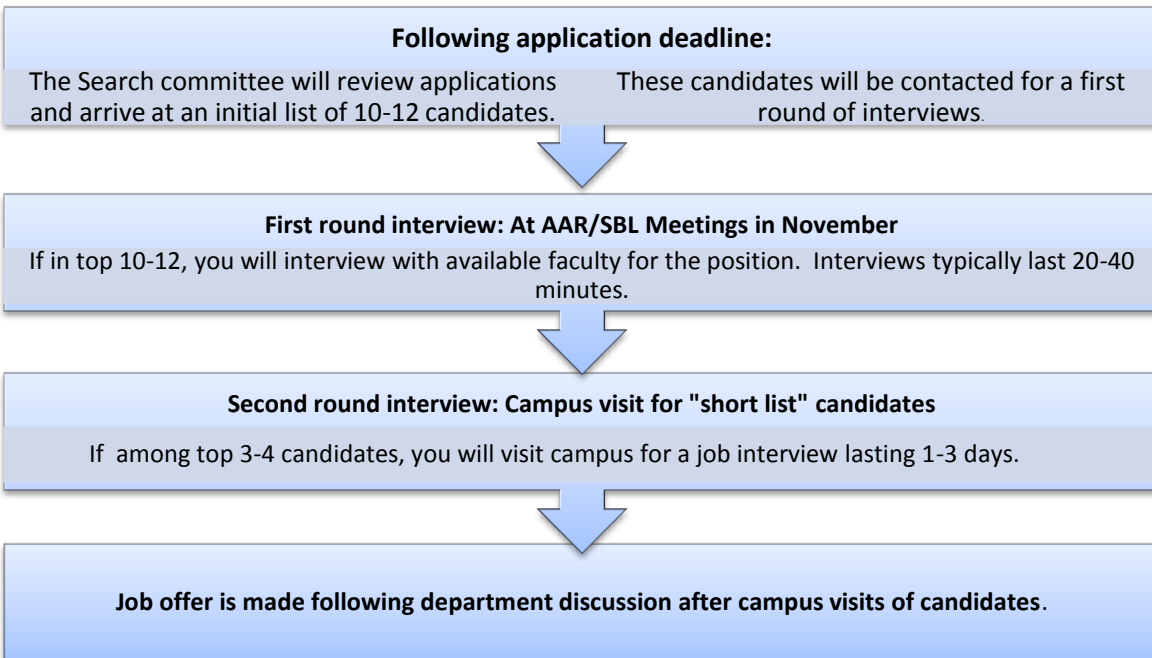 Following application deadline:
The Search committee will review applications
and arrive at an initial list of 10-12 candidates.
These candidates will be contacted for a first
round of interviews.
First round interview: At AAR/SBL Meetings in November
If in top 10-12, you will interview with available faculty for the position.  Interviews typically last 20-40
minutes.
Second round interview: Campus visit for "short list" candidates
If  among top 3-4 candidates, you will visit campus for a job interview lasting 1-3 days.
Job offer is made following department discussion after campus visits of candidates.